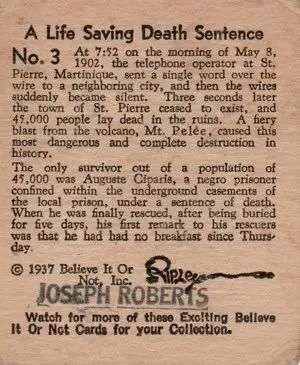 A Life Saving Death Sentence
No. 3 At 7:52 on the morning of May 8,
1902, the telephone operator at St.
Pierre, Martinique, sent a single word over the
wire to a neighboring city, and then the wires
suddenly became silent. Three seconds later
the town of St. Pierre ceased to exist, and
45,000 people lay dead in the ruins. A fiery
blast from the volcano, Mt. Pelée, caused this
most dangerous and complete destruction in
history.
The only survivor out of a population of
45,000 was Auguste Ciparis, a negro prisoner
confined within the underground casements of
the local prison, under a sentence of death.
When he was finally rescued, after being buried
for five days, his first remark to his rescuers
was that he had had no breakfast since Thurs-
day.
© 1937 Believe It Or
Not, Inc. Ripley
JOSEPH ROBERTS
Watch for more of these Exciting Believe
It or Not Cards for your Collection.